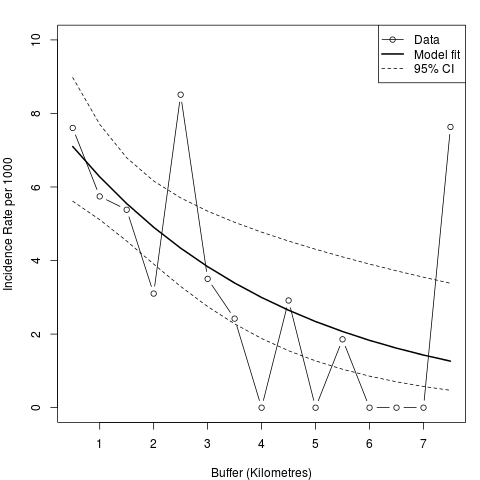 Data
Model fit
95% CI
Incidence Rate per 1000
10
8
6
4
2
0
1 2 3 4 5 6 7
Buffer (Kilometres)